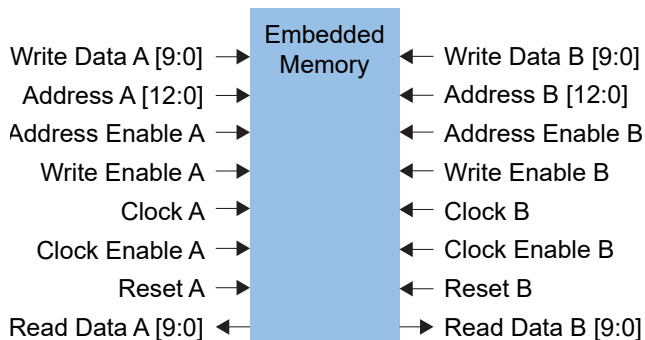 Embedded
Memory
Write Data A [9:0]
Address A [12:0]
Address Enable A
Write Enable A
Clock A
Clock Enable A
Reset A
Read Data A [9:0]
Write Data B [9:0]
Address B [12:0]
Address Enable B
Write Enable B
Clock B
Clock Enable B
Reset B
Read Data B [9:0]